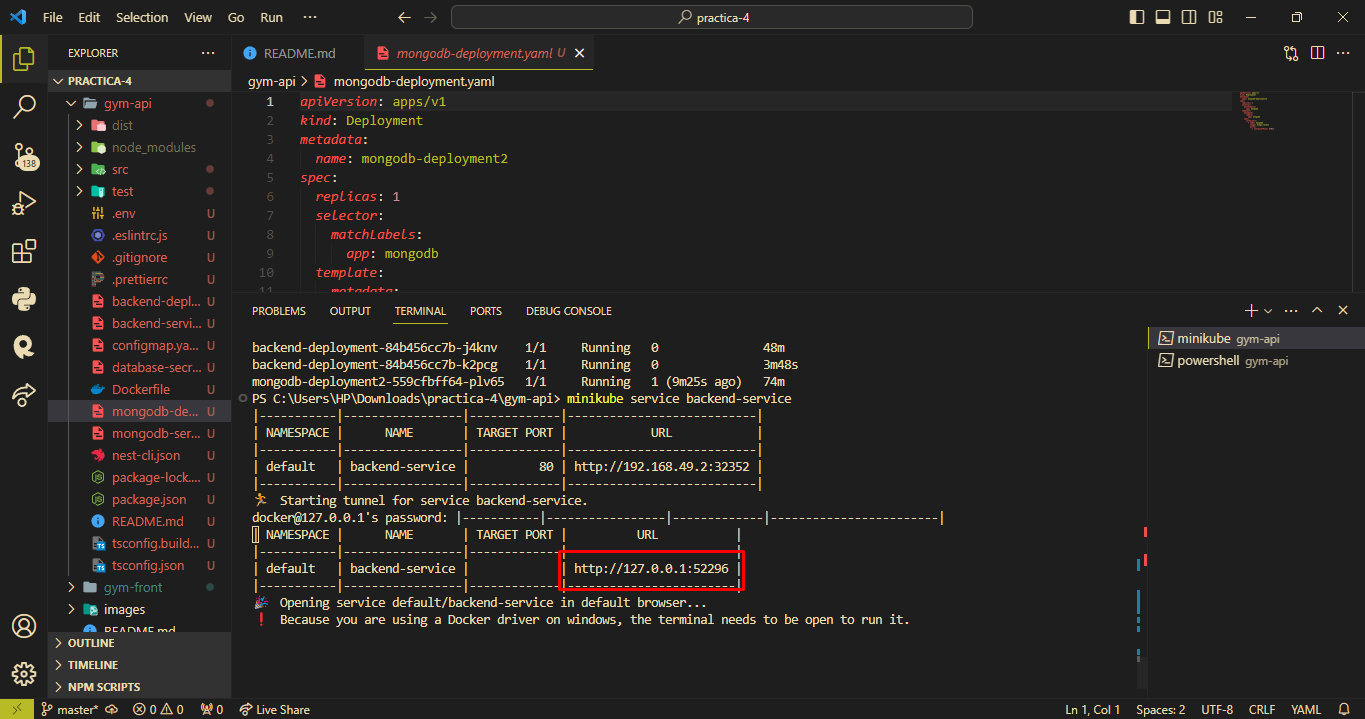 File Edit Selection View Go Run ···
practica-4
EXPLORER ···
PRACTICA-4
gym-api
dist
node_modules
src
test
.env U
.eslintrc.js U
.gitignore U
.prettierrc U
backend-depl... U
backend-servi... U
configmap.ya... U
database-secr... U
Dockerfile U
mongodb-de... U
mongodb-ser... U
nest-cli.json U
package-lock.... U
package.json U
README.md U
tsconfig.build... U
tsconfig.json U
gym-front
images
README.md
OUTLINE
TIMELINE
NPM SCRIPTS
138
README.md
mongodb-deployment.yaml U
gym-api > mongodb-deployment.yaml
1 apiVersion: apps/v1
2 kind: Deployment
3 metadata:
4 name: mongodb-deployment2
5 spec:
6 replicas: 1
7 selector:
8 matchLabels:
9 app: mongodb
10 template:
11 metadata:
PROBLEMS OUTPUT TERMINAL PORTS DEBUG CONSOLE
backend-deployment-84b456cc7b-j4knv 1/1 Running 0 48m
backend-deployment-84b456cc7b-k2pcg 1/1 Running 0 3m48s
mongodb-deployment2-559cfbff64-plv65 1/1 Running 1 (9m25s ago) 74m
PS C:\Users\HP\Downloads\practica-4\gym-api> minikube service backend-service
|-----------|-----------------|-------------|---------------------------|
| NAMESPACE | NAME | TARGET PORT | URL |
|-----------|-----------------|-------------|---------------------------|
| default | backend-service | 80 | http://192.168.49.2:32352 |
|-----------|-----------------|-------------|---------------------------|
🏃 Starting tunnel for service backend-service.
docker@127.0.0.1's password: |-----------|-----------------|-------------|------------------------|
| NAMESPACE | NAME | TARGET PORT | URL |
|-----------|-----------------|-------------|------------------------|
| default | backend-service | | http://127.0.0.1:52296 |
|-----------|-----------------|-------------|------------------------|
🎉 Opening service default/backend-service in default browser...
❗ Because you are using a Docker driver on windows, the terminal needs to be open to run it.
minikube gym-api
powershell gym-api
master* 0 0 0 Live Share
Ln 1, Col 1 Spaces: 2 UTF-8 CRLF YAML